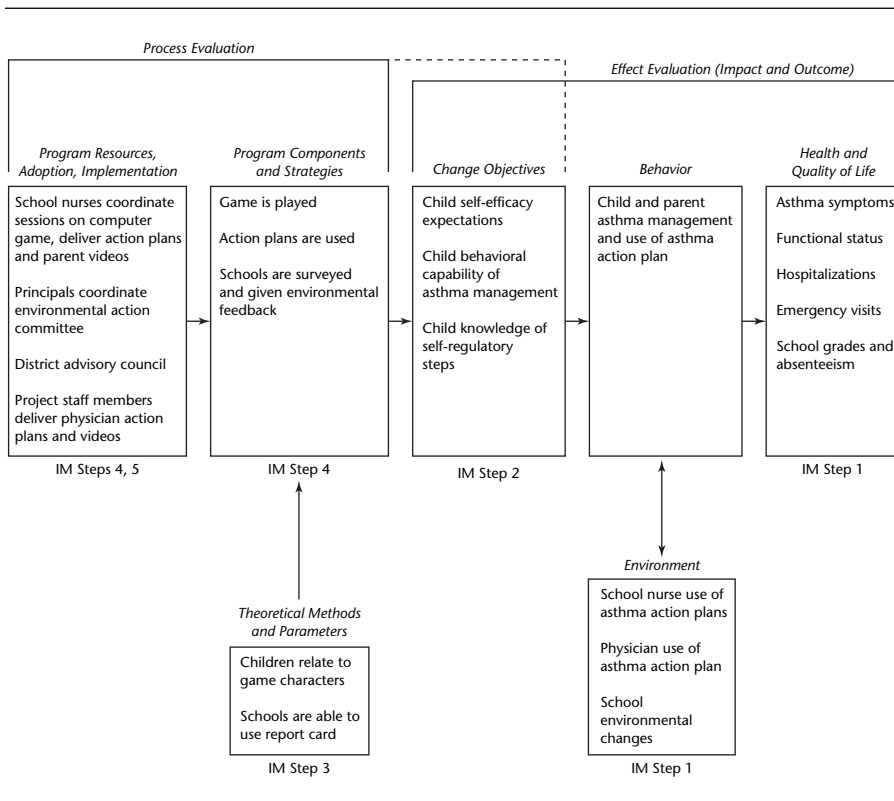 Process Evaluation
Effect Evaluation (Impact and Outcome)
Program Resources,
Adoption, Implementation
School nurses coordinate
sessions on computer
game, deliver action plans
and parent videos
Principals coordinate
environmental action
committee
District advisory council
Project staff members
deliver physician action
plans and videos
IM Steps 4, 5
Program Components
and Strategies
Game is played
Action plans are used
Schools are surveyed
and given environmental
feedback
IM Step 4
Change Objectives
Child self-efficacy
expectations
Child behavioral
capability of
asthma management
Child knowledge of
self-regulatory
steps
IM Step 2
Behavior
Child and parent
asthma management
and use of asthma
action plan
Health and
Quality of Life
Asthma symptoms
Functional status
Hospitalizations
Emergency visits
School grades and
absenteeism
IM Step 1
Theoretical Methods
and Parameters
Children relate to
game characters
Schools are able to
use report card
IM Step 3
Environment
School nurse use of
asthma action plans
Physician use of
asthma action plan
School
environmental
changes
IM Step 1